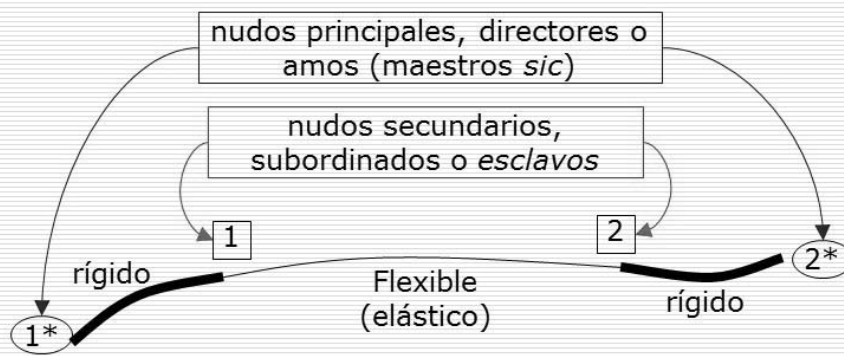 nudos principales, directores o
amos (maestros sic)
nudos secundarios,
subordinados o esclavos
1
2
rígido
Flexible
(elástico)
2*
rígido
1*